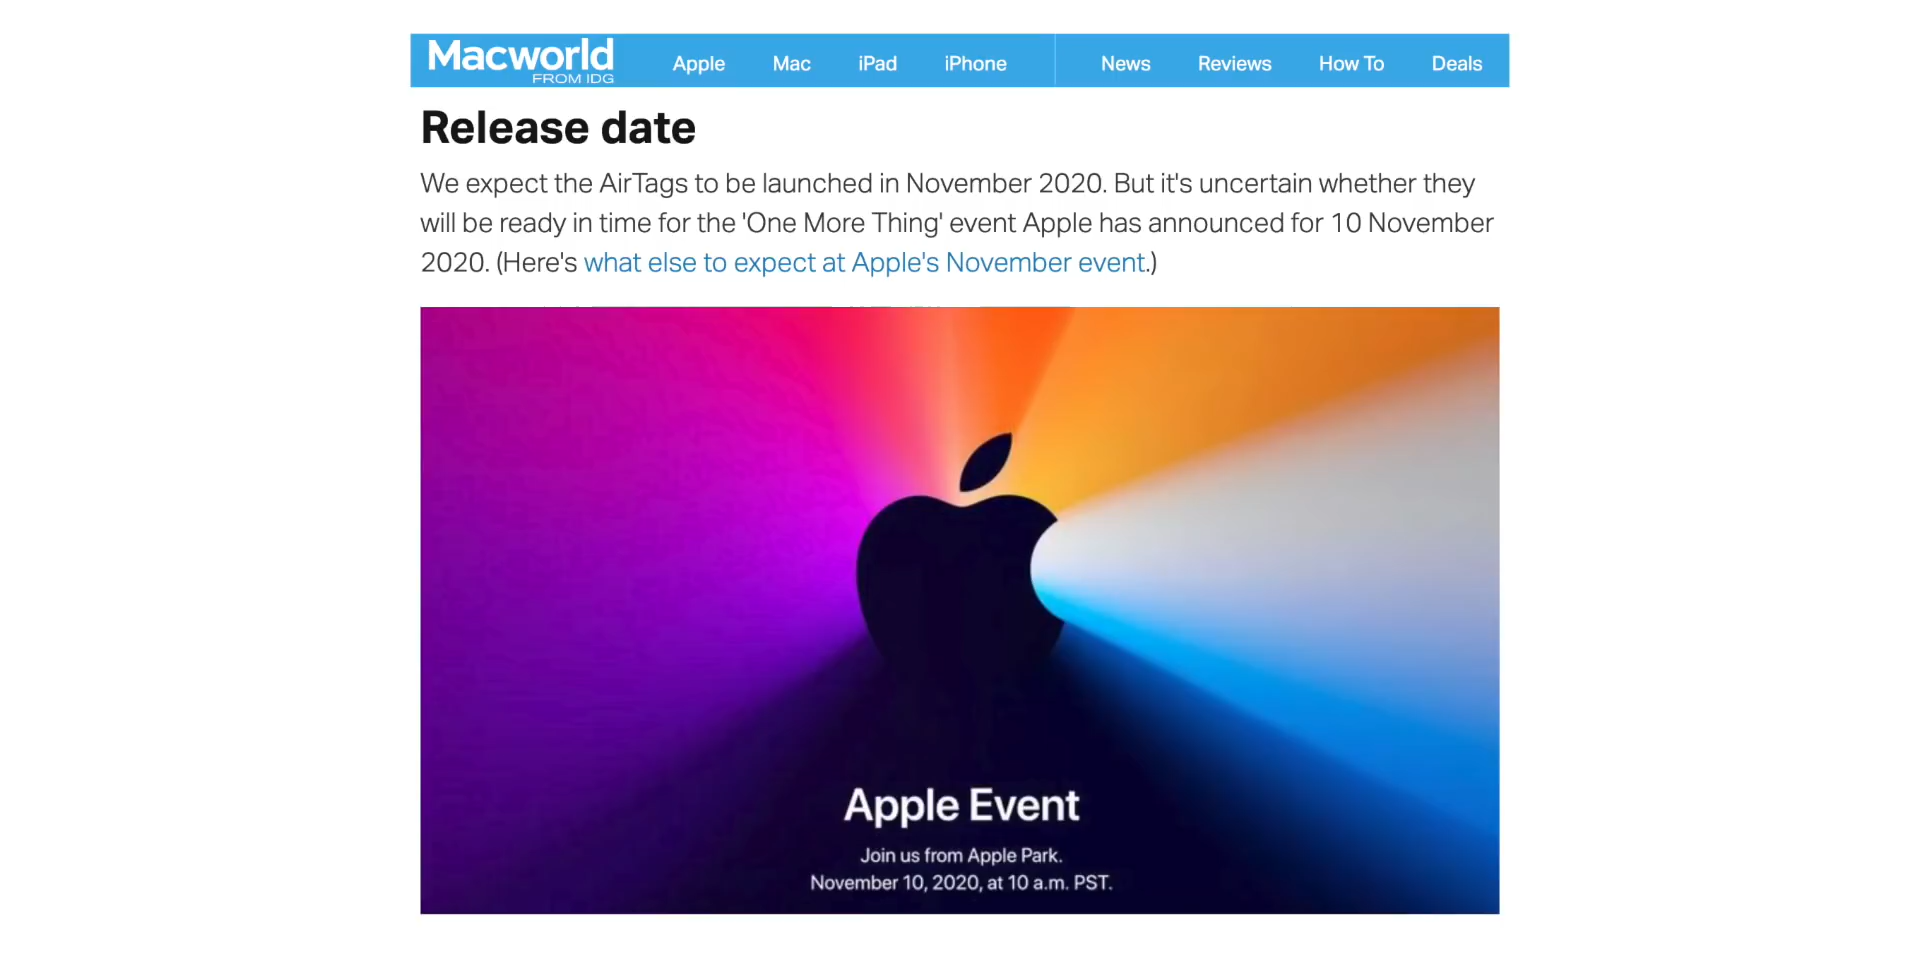 Macworld
FROM IDG
Apple Mac iPad iPhone News Reviews How To Deals
Release date
We expect the AirTags to be launched in November 2020. But it's uncertain whether they
will be ready in time for the 'One More Thing' event Apple has announced for 10 November
2020. (Here's what else to expect at Apple's November event.)
Apple Event
Join us from Apple Park.
November 10, 2020, at 10 a.m. PST.